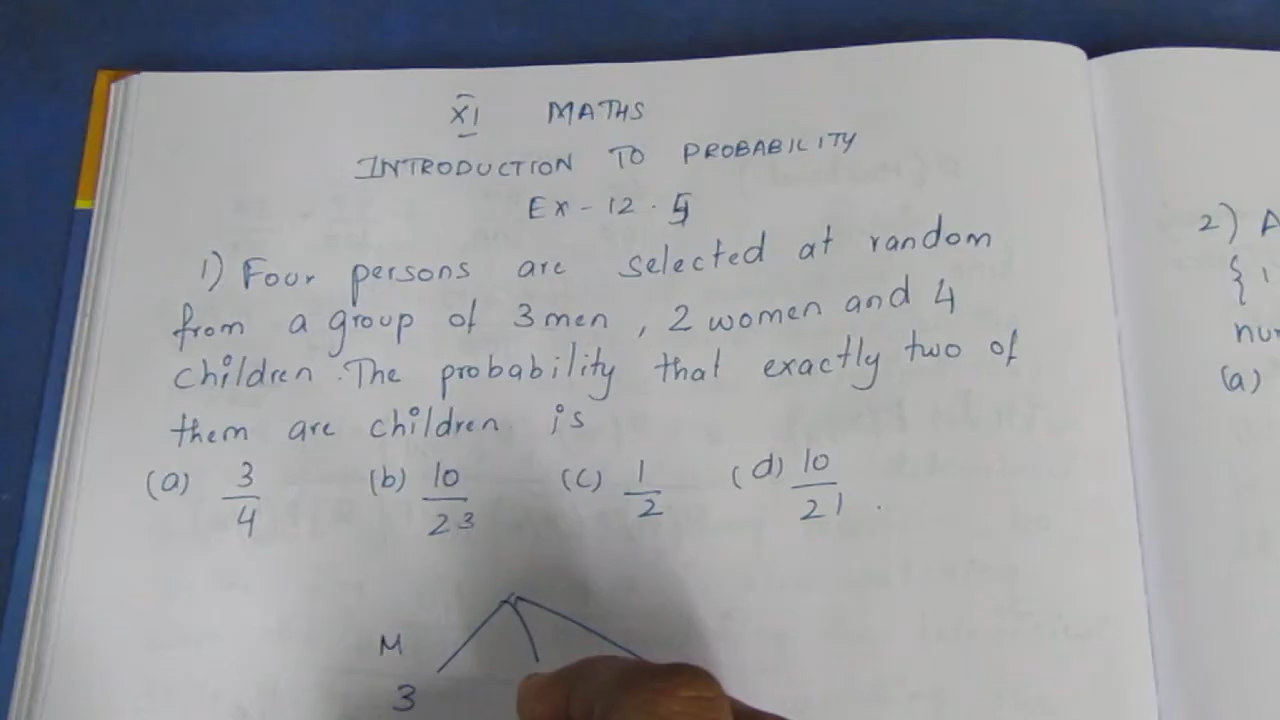 XI MATHS
INTRODUCTION TO PROBABILITY
Ex - 12.5
1) Four persons are selected at random
from a group of 3 men, 2 women and 4
children. The probability that exactly two of
them are children is
(a) 3/4 (b) 10/23 (c) 1/2 (d) 10/21.
M
3
2) A
{ 1
nu
(a)